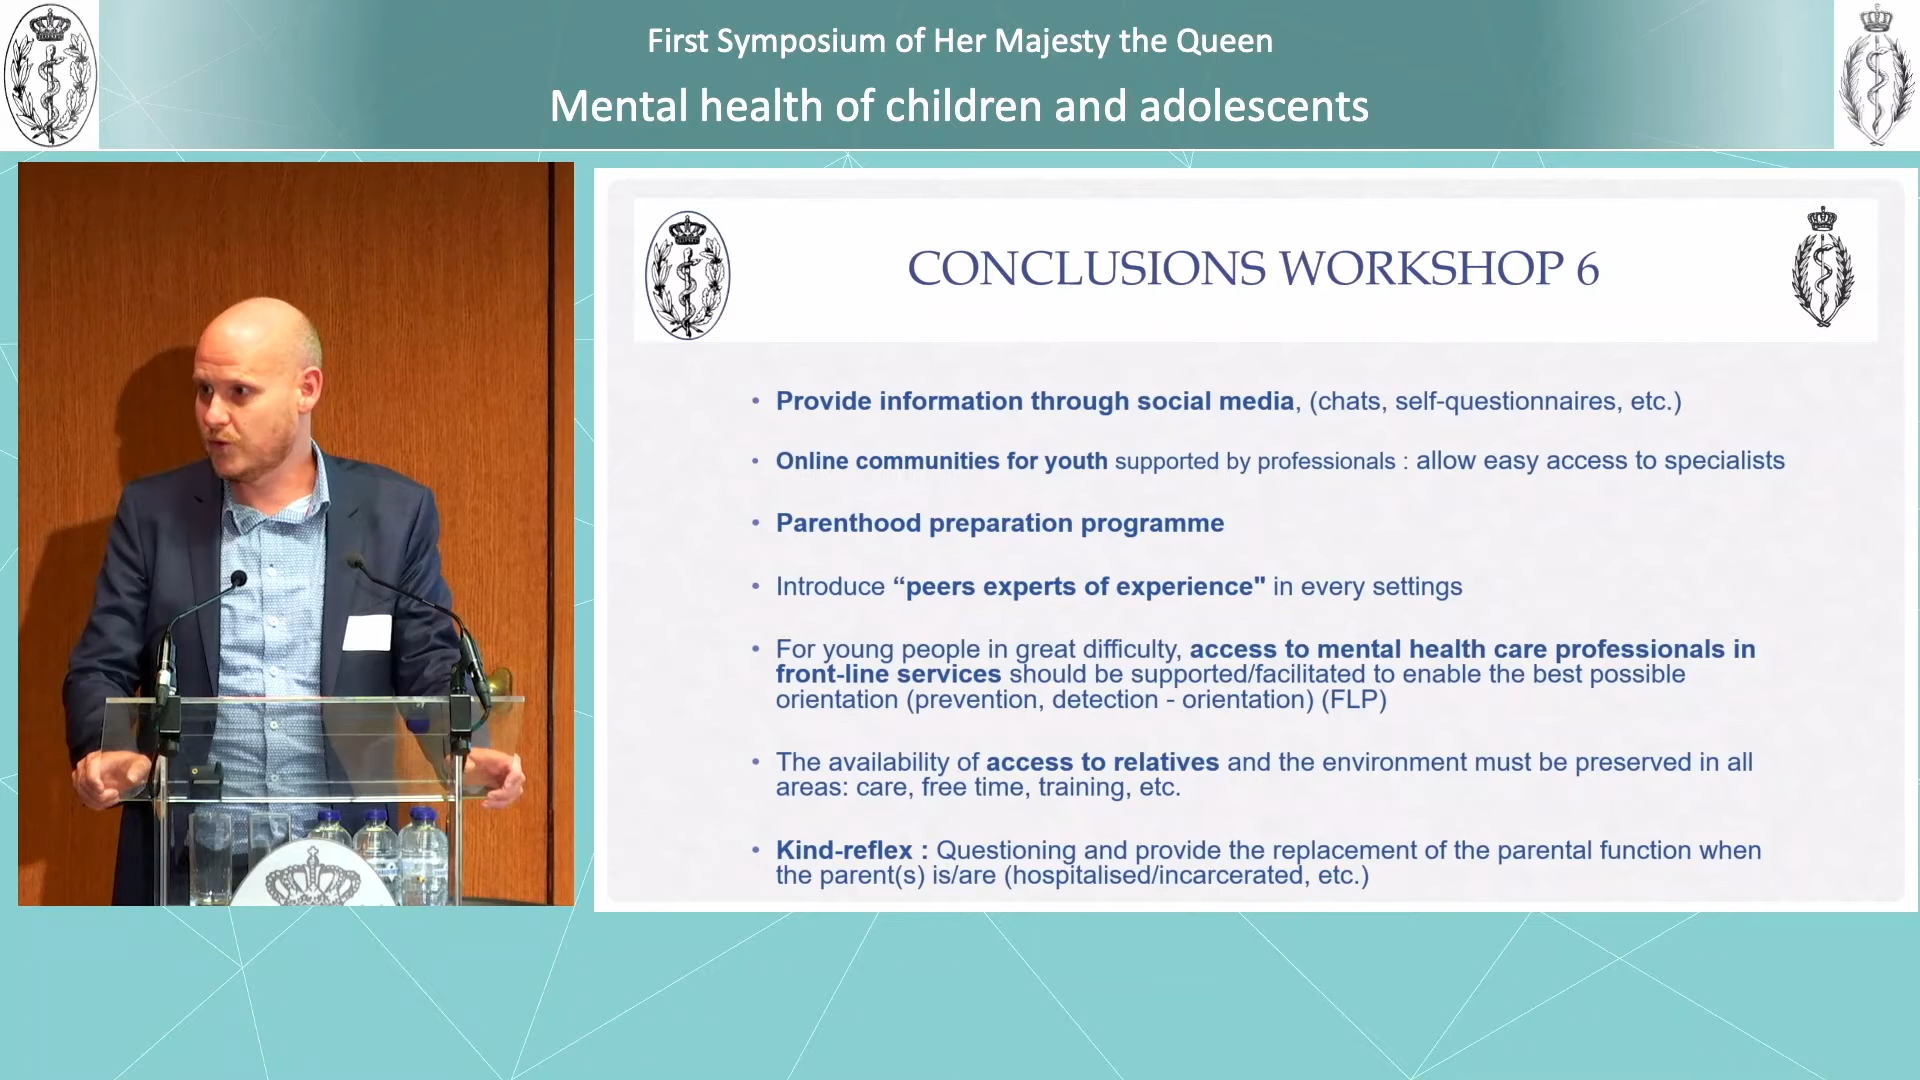 First Symposium of Her Majesty the Queen
Mental health of children and adolescents
CONCLUSIONS WORKSHOP 6
• Provide information through social media, (chats, self-questionnaires, etc.)
• Online communities for youth supported by professionals : allow easy access to specialists
• Parenthood preparation programme
• Introduce “peers experts of experience" in every settings
• For young people in great difficulty, access to mental health care professionals in
front-line services should be supported/facilitated to enable the best possible
orientation (prevention, detection - orientation) (FLP)
• The availability of access to relatives and the environment must be preserved in all
areas: care, free time, training, etc.
• Kind-reflex : Questioning and provide the replacement of the parental function when
the parent(s) is/are (hospitalised/incarcerated, etc.)